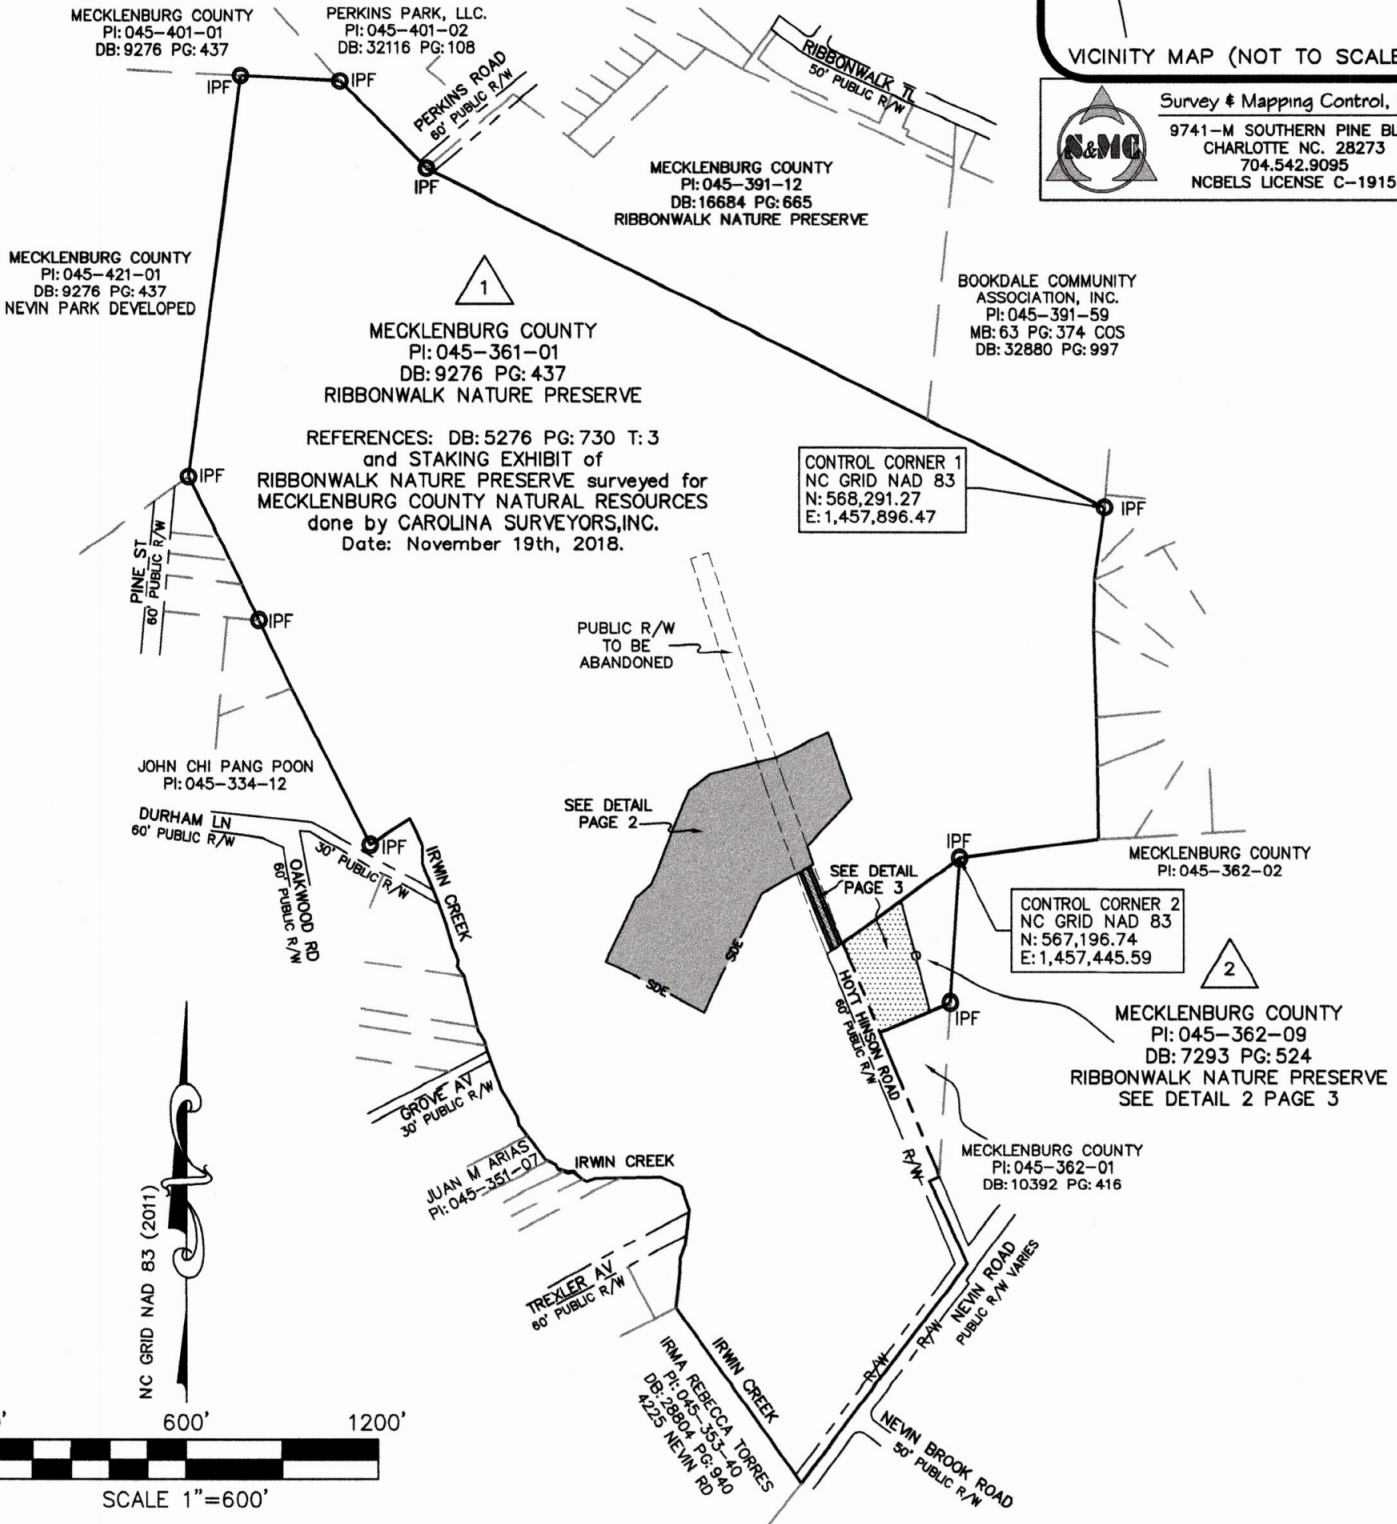 MECKLENBURG COUNTY
PI: 045-401-01
DB: 9276 PG: 437
PERKINS PARK, LLC.
PI: 045-401-02
DB: 32116 PG: 108
IPF
IPF
IPF
PERKINS ROAD
60' PUBLIC R/W
RIBBONWALK TL
50' PUBLIC R/W
VICINITY MAP (NOT TO SCALE
S&MC
Survey & Mapping Control,
9741-M SOUTHERN PINE BL
CHARLOTTE NC. 28273
704.542.9095
NCBELS LICENSE C-1915
MECKLENBURG COUNTY
PI: 045-391-12
DB: 16684 PG: 665
RIBBONWALK NATURE PRESERVE
MECKLENBURG COUNTY
PI: 045-421-01
DB: 9276 PG: 437
NEVIN PARK DEVELOPED
BOOKDALE COMMUNITY
ASSOCIATION, INC.
PI: 045-391-59
MB: 63 PG: 374 COS
DB: 32880 PG: 997
1
MECKLENBURG COUNTY
PI: 045-361-01
DB: 9276 PG: 437
RIBBONWALK NATURE PRESERVE
REFERENCES: DB: 5276 PG: 730 T: 3
and STAKING EXHIBIT of
RIBBONWALK NATURE PRESERVE surveyed for
MECKLENBURG COUNTY NATURAL RESOURCES
done by CAROLINA SURVEYORS,INC.
Date: November 19th, 2018.
CONTROL CORNER 1
NC GRID NAD 83
N: 568,291.27
E: 1,457,896.47
IPF
IPF
PINE ST
60' PUBLIC R/W
IPF
PUBLIC R/W
TO BE
ABANDONED
JOHN CHI PANG POON
PI: 045-334-12
DURHAM LN
60' PUBLIC R/W
30' PUBLIC R/W
OAKWOOD RD
60' PUBLIC R/W
IPF
IRWIN CREEK
SEE DETAIL
PAGE 2
SEE DETAIL
PAGE 3
SDE
SDE
IPF
MECKLENBURG COUNTY
PI: 045-362-02
CONTROL CORNER 2
NC GRID NAD 83
N: 567,196.74
E: 1,457,445.59
IPF
2
MECKLENBURG COUNTY
PI: 045-362-09
DB: 7293 PG: 524
RIBBONWALK NATURE PRESERVE
SEE DETAIL 2 PAGE 3
HOYT HINSON ROAD
60' PUBLIC R/W
R/W
MECKLENBURG COUNTY
PI: 045-362-01
DB: 10392 PG: 416
GROVE AV
30' PUBLIC R/W
JUAN M ARIAS
PI: 045-351-07
IRWIN CREEK
TREXLER AV
60' PUBLIC R/W
IRWIN CREEK
IRMA REBECCA TORRES
PI: 045-353-40
DB: 28804 PG: 940
4225 NEVIN RD
R/W
R/W
NEVIN ROAD
PUBLIC R/W VARIES
NEVIN BROOK ROAD
50' PUBLIC R/W
NC GRID NAD 83 (2011)
600'
1200'
SCALE 1"=600'